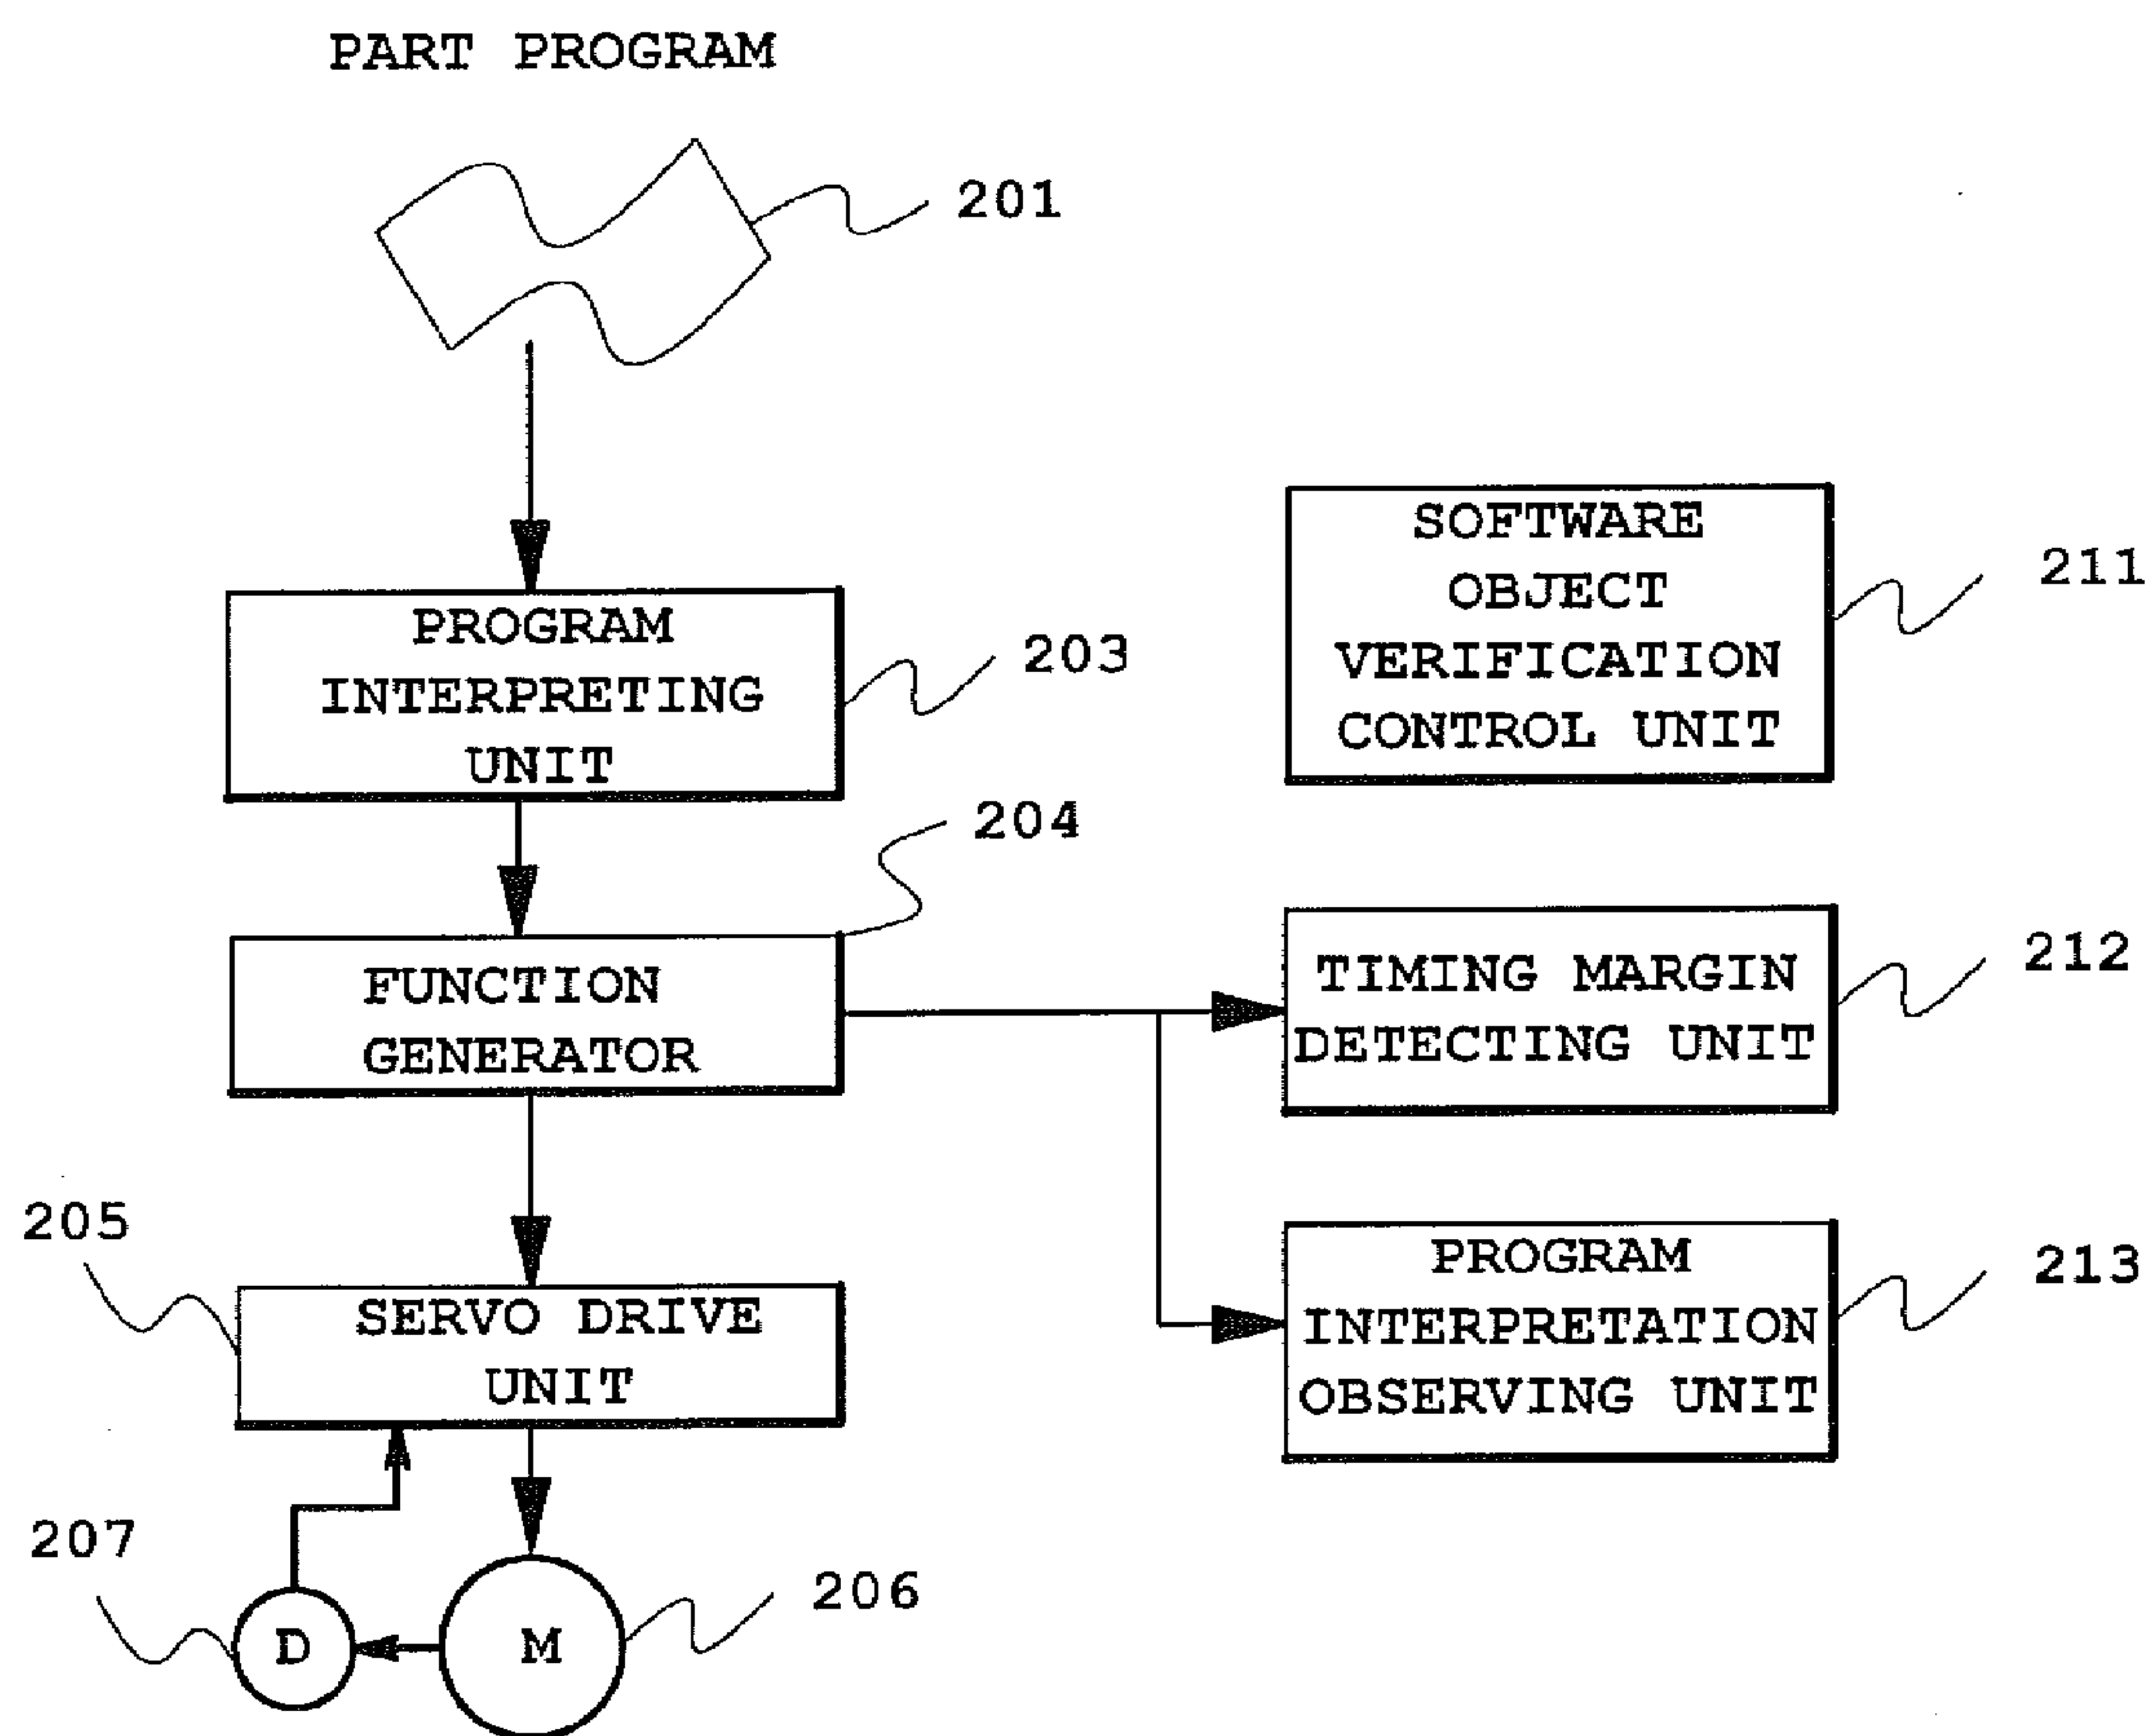 PART PROGRAM
201
PROGRAM
INTERPRETING
UNIT
203
204
FUNCTION
GENERATOR
205
SERVO DRIVE
UNIT
207
D
M
206
SOFTWARE
OBJECT
VERIFICATION
CONTROL UNIT
211
TIMING MARGIN
DETECTING UNIT
212
PROGRAM
INTERPRETATION
OBSERVING UNIT
213